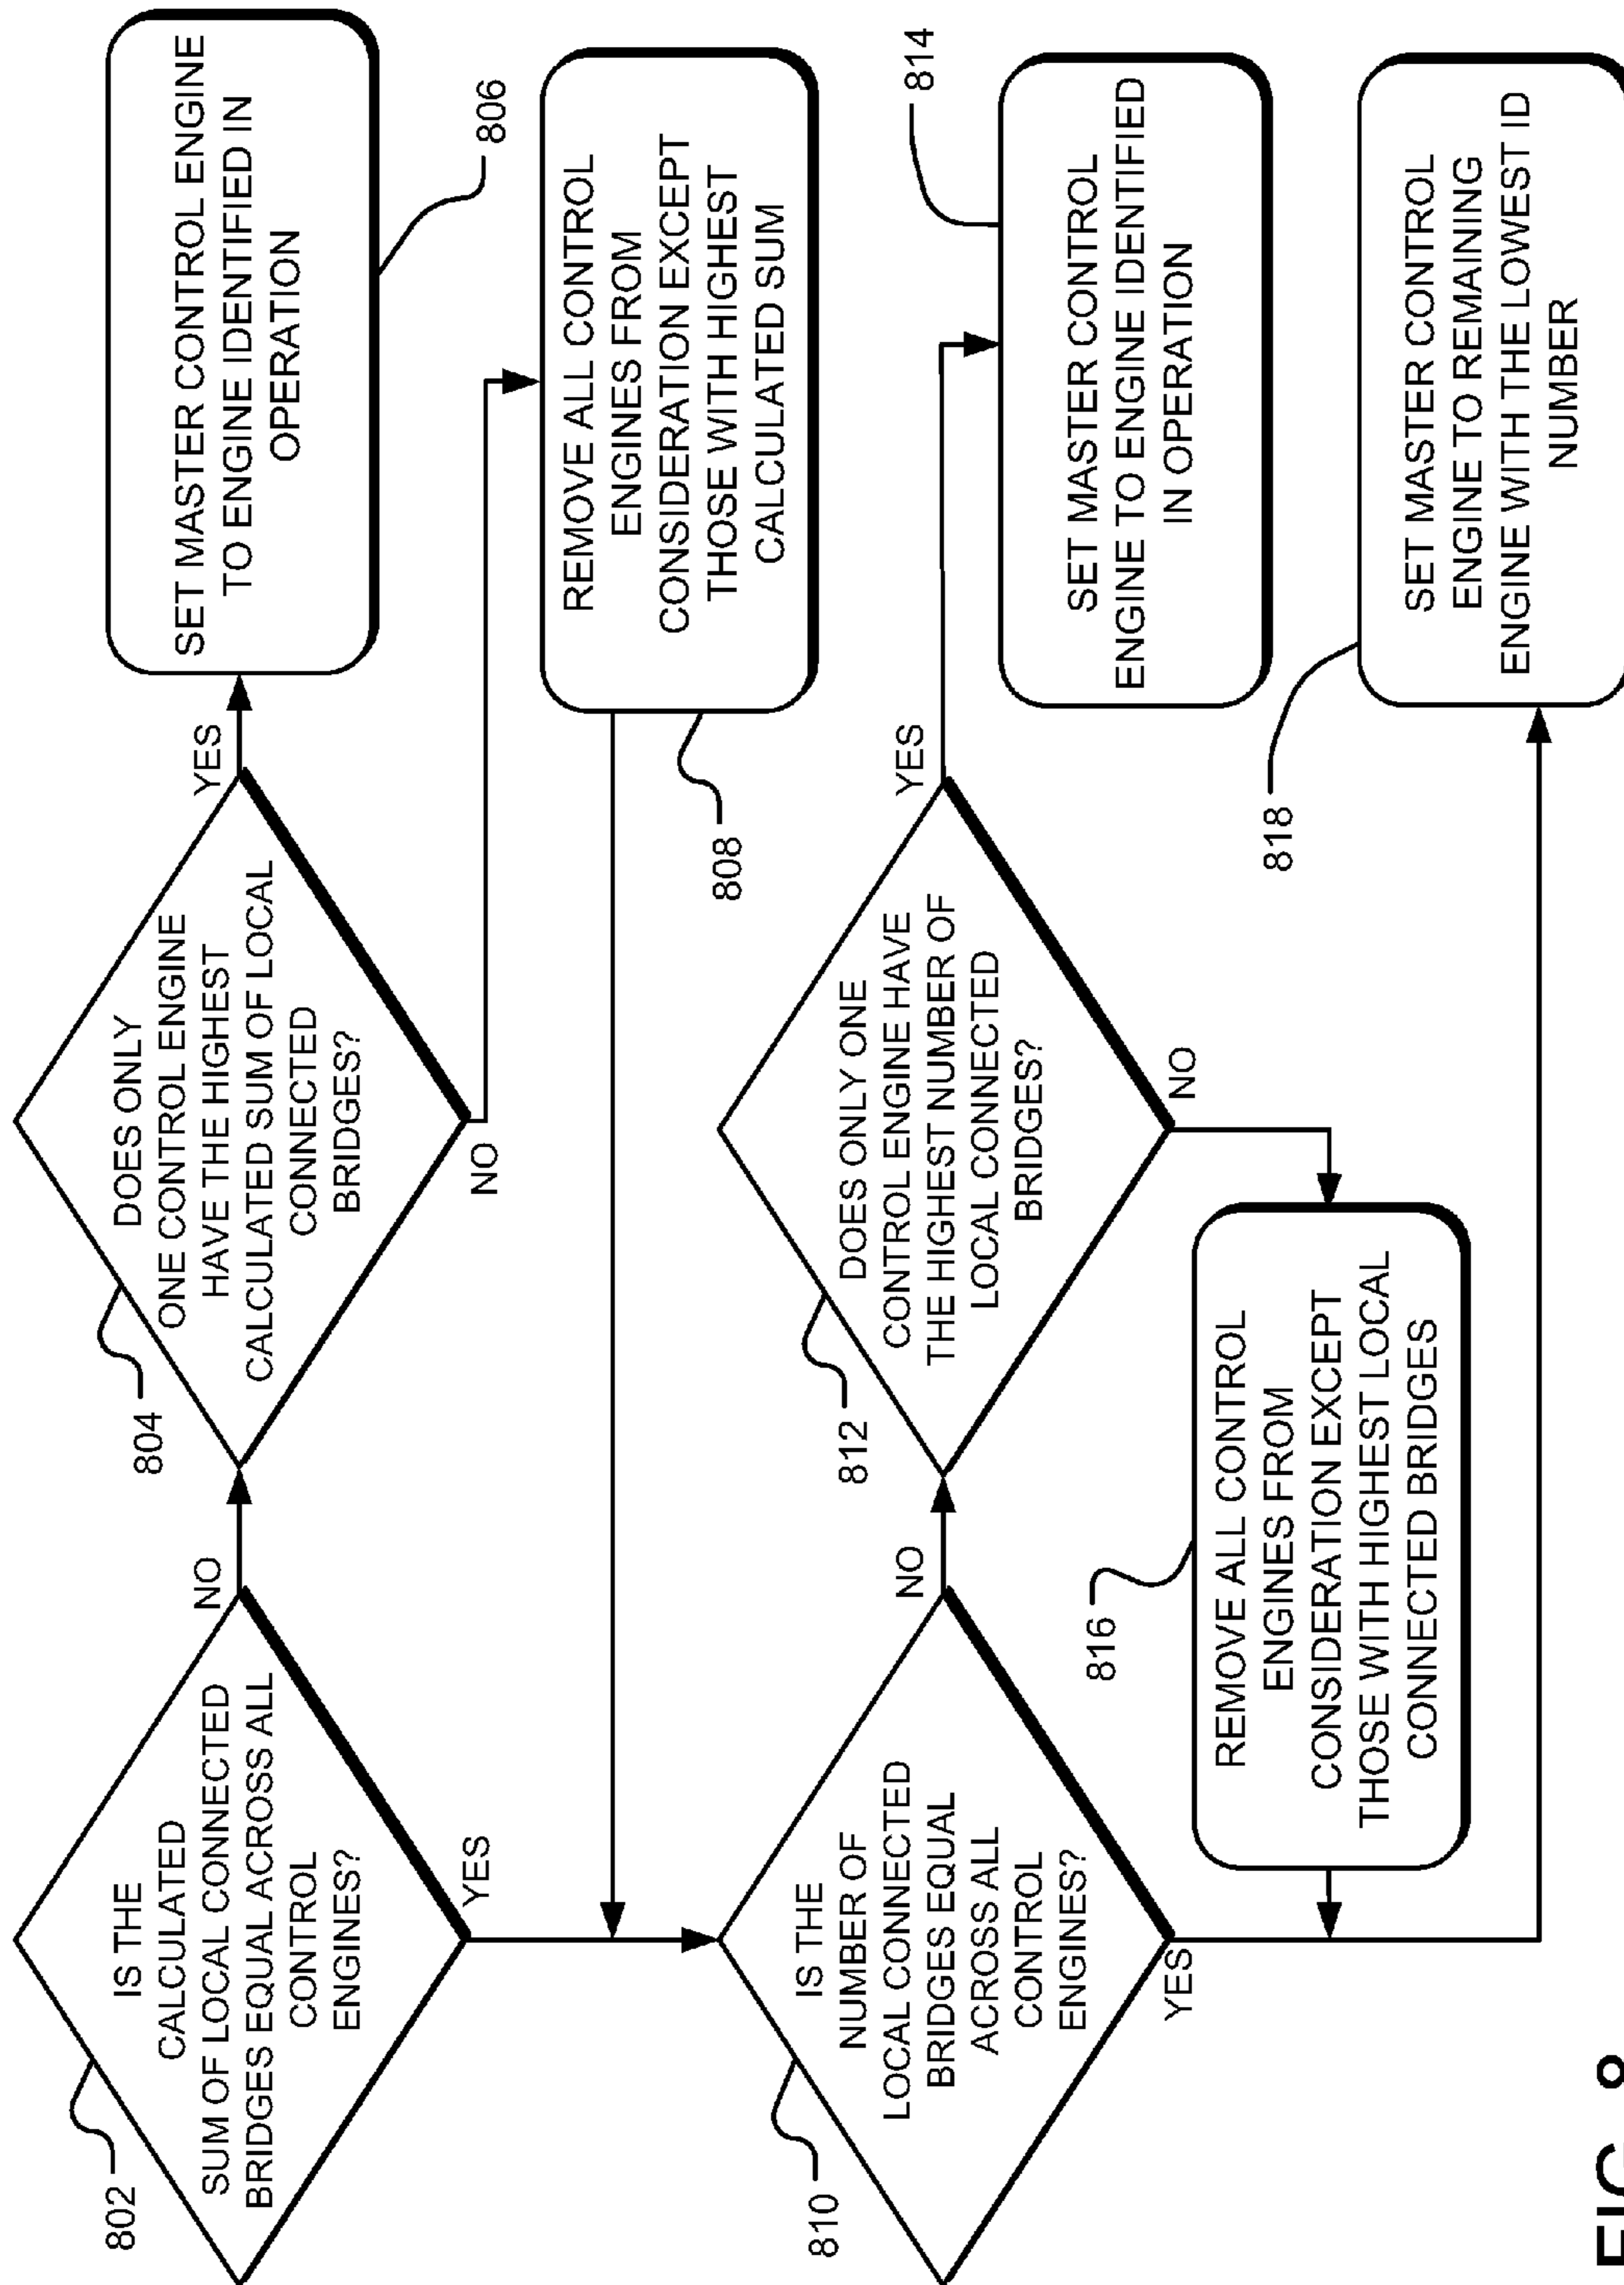 IS THE
CALCULATED
SUM OF LOCAL CONNECTED
BRIDGES EQUAL ACROSS ALL
CONTROL
ENGINES?
802
NO
YES
DOES ONLY
ONE CONTROL ENGINE
HAVE THE HIGHEST
CALCULATED SUM OF LOCAL
CONNECTED
BRIDGES?
804
YES
NO
SET MASTER CONTROL ENGINE
TO ENGINE IDENTIFIED IN
OPERATION
806
REMOVE ALL CONTROL
ENGINES FROM
CONSIDERATION EXCEPT
THOSE WITH HIGHEST
CALCULATED SUM
808
IS THE
NUMBER OF
LOCAL CONNECTED
BRIDGES EQUAL
ACROSS ALL
CONTROL
ENGINES?
810
NO
YES
DOES ONLY ONE
CONTROL ENGINE HAVE
THE HIGHEST NUMBER OF
LOCAL CONNECTED
BRIDGES?
812
YES
NO
SET MASTER CONTROL
ENGINE TO ENGINE IDENTIFIED
IN OPERATION
814
REMOVE ALL CONTROL
ENGINES FROM
CONSIDERATION EXCEPT
THOSE WITH HIGHEST LOCAL
CONNECTED BRIDGES
816
SET MASTER CONTROL
ENGINE TO REMAINING
ENGINE WITH THE LOWEST ID
NUMBER
818
FIG. 8